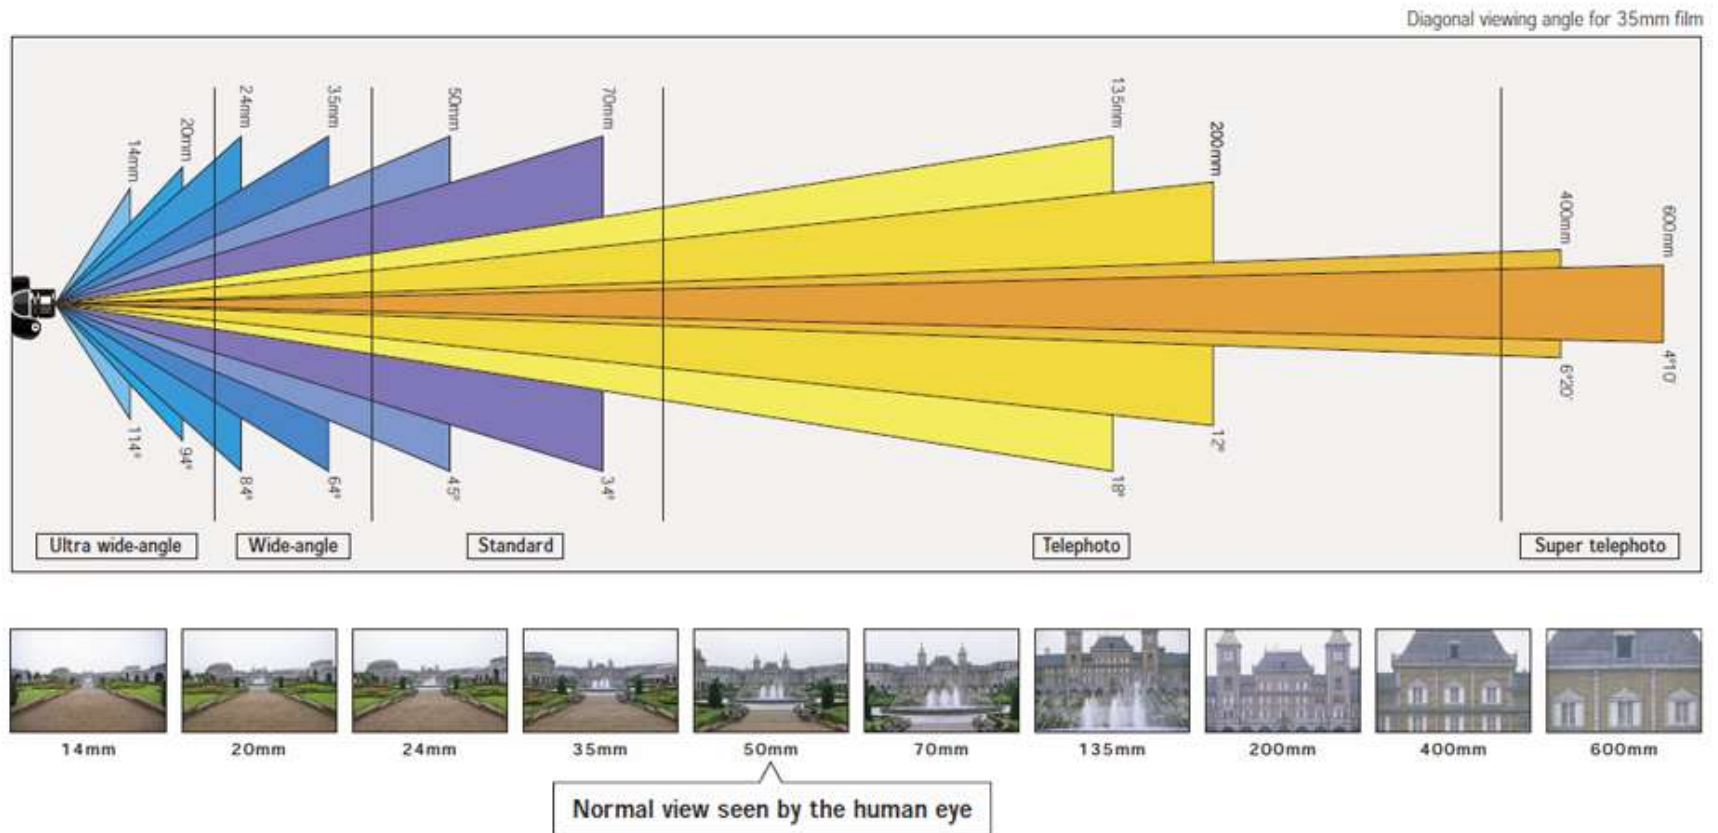 Diagonal viewing angle for 35mm film
14mm
20mm
24mm
35mm
50mm
70mm
135mm
200mm
400mm
600mm
114°
94°
84°
64°
45°
34°
18°
12°
6°20'
4°10'
Ultra wide-angle
Wide-angle
Standard
Telephoto
Super telephoto
14mm
20mm
24mm
35mm
50mm
70mm
135mm
200mm
400mm
600mm
Normal view seen by the human eye